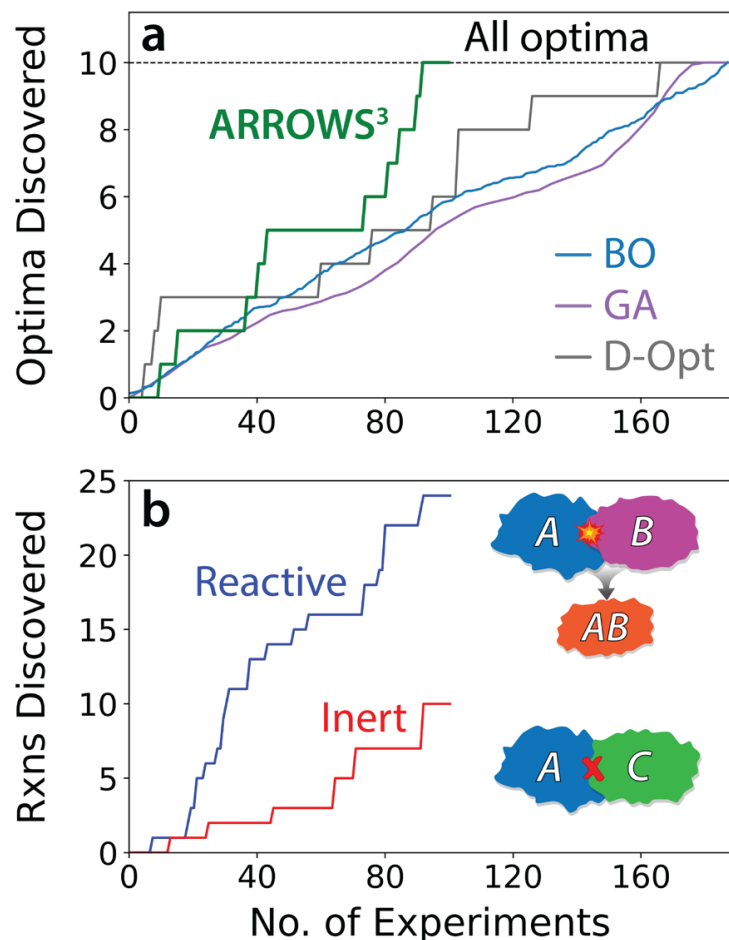 a
All optima
ARROWS³
Optima Discovered
10
8
6
4
2
0
BO
GA
D-Opt
0 40 80 120 160
b
Rxns Discovered
25
20
15
10
5
0
Reactive
Inert
A B
AB
A C
0 40 80 120 160
No. of Experiments